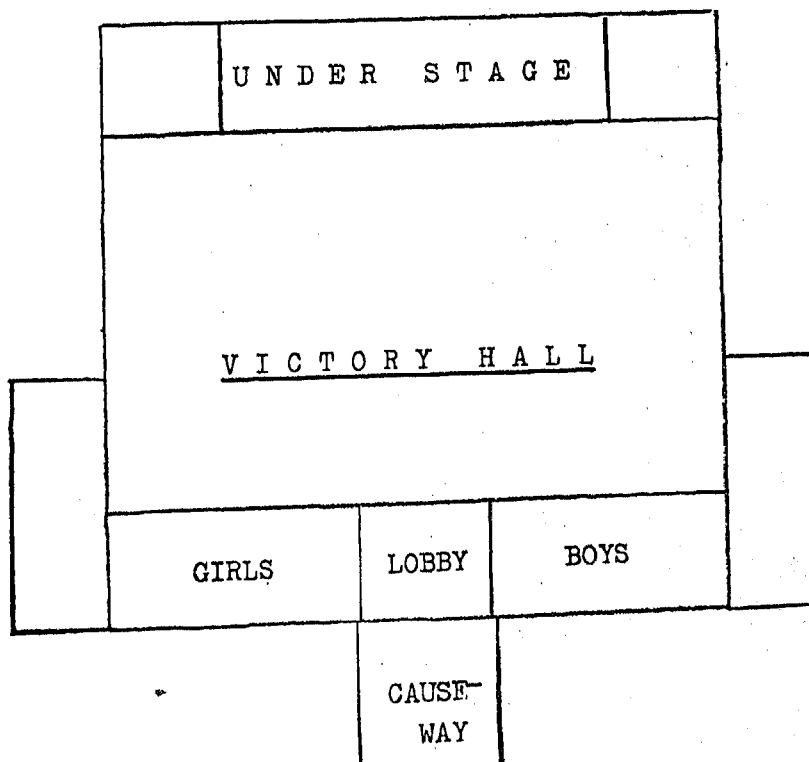 UNDER STAGE
VICTORY HALL
GIRLS
LOBBY
BOYS
CAUSE-
WAY